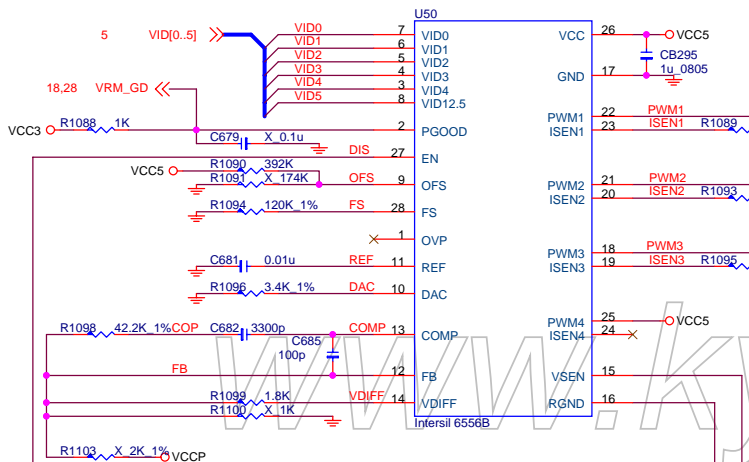 U50
5 VID[0..5] VID0 7 VID0 VCC 26 VCC5
VID1 6 VID1
VID2 5 VID2 CB295
VID3 4 VID3 1u_0805
VID4 3 VID4 GND 17
VID5 8 VID12.5
18,28 VRM_GD
PWM1 22 PWM1
VCC3 R1088 1K 2 PGOOD ISEN1 23 ISEN1 R1089
C679 X_0.1u
DIS 27 EN
VCC5 R1090 392K
R1091 X_174K OFS 9 OFS PWM2 21 PWM2
ISEN2 20 ISEN2 R1093
R1094 120K_1% FS 28 FS
1 OVP
PWM3 18 PWM3
C681 0.01u REF 11 REF ISEN3 19 ISEN3 R1095
R1096 3.4K_1% DAC 10 DAC
PWM4 25 VCC5
R1098 42.2K_1% COP C682 3300p COMP 13 COMP ISEN4 24
C685
100p
FB 12 FB VSEN 15
R1099 1.8K VDIFF 14 VDIFF RGND 16
R1100 X_1K
Intersil 6556B
R1103 X_2K_1% VCCP
www.ky